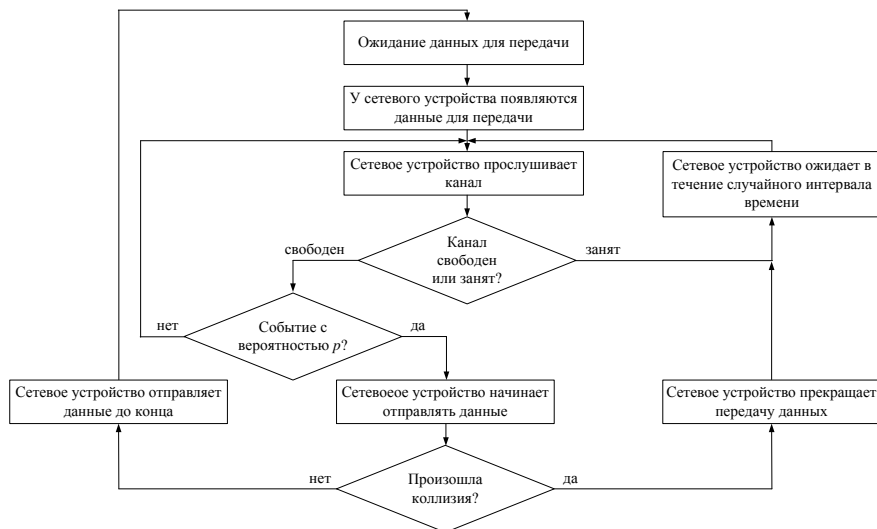 Ожидание данных для передачи
У сетевого устройства появляются
данные для передачи
Сетевое устройство прослушивает
канал
Сетевое устройство ожидает в
течение случайного интервала
времени
Канал
свободен
или занят?
свободен
занят
Событие с
вероятностью p?
нет
да
Сетевое устройство отправляет
данные до конца
Сетевоеое устройство начинает
отправлять данные
Сетевое устройство прекращает
передачу данных
Произошла
коллизия?
нет
да